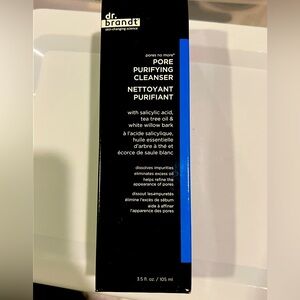 dr.
brandt®
skin-changing science
pores no more®
PORE
PURIFYING
CLEANSER
NETTOYANT
PURIFIANT
with salicylic acid,
tea tree oil &
white willow bark
à l'acide salicylique,
huile essentielle
d'arbre à thé et
écorce de saule blanc
dissolves impurities
eliminates excess oil
helps refine the
appearance of pores
dissout les impuretés
élimine l'excès de sébum
aide à affiner
l'apparence des pores
3.5 fl. oz / 105 ml